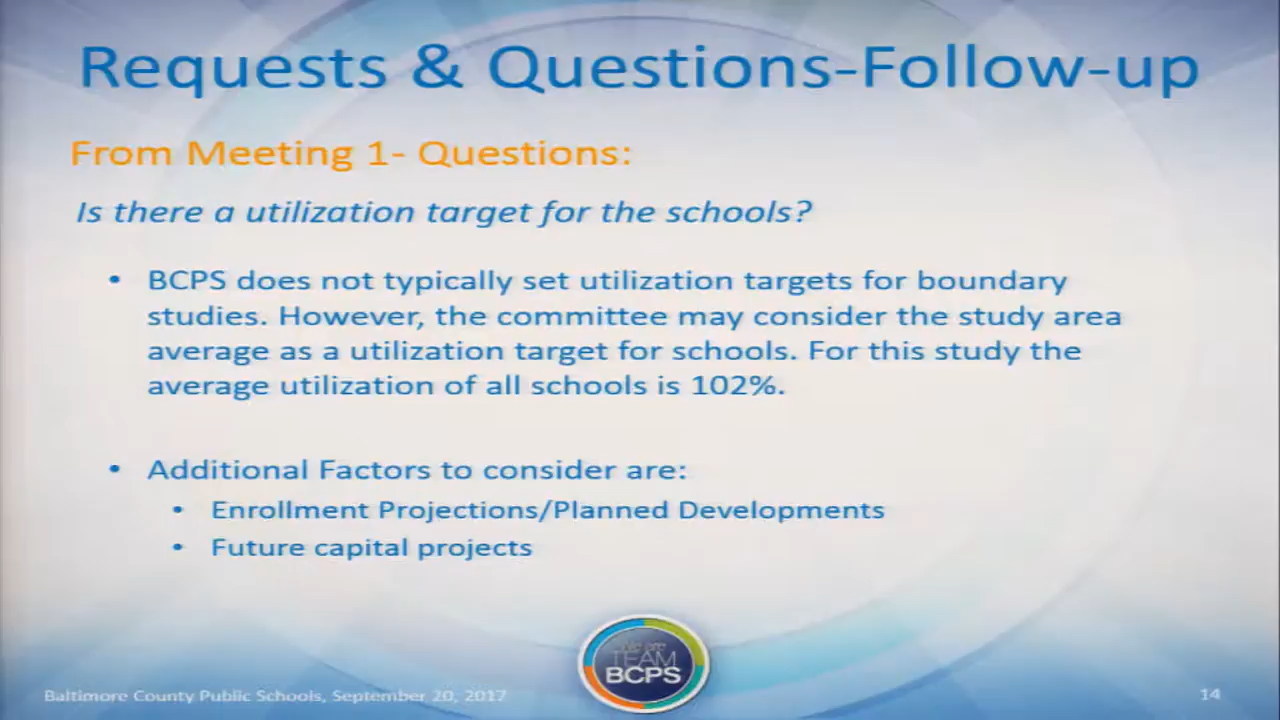 Requests & Questions-Follow-up
From Meeting 1- Questions:
Is there a utilization target for the schools?
• BCPS does not typically set utilization targets for boundary
studies. However, the committee may consider the study area
average as a utilization target for schools. For this study the
average utilization of all schools is 102%.
• Additional Factors to consider are:
• Enrollment Projections/Planned Developments
• Future capital projects
TEAM
BCPS
Baltimore County Public Schools, September 20, 2017
14